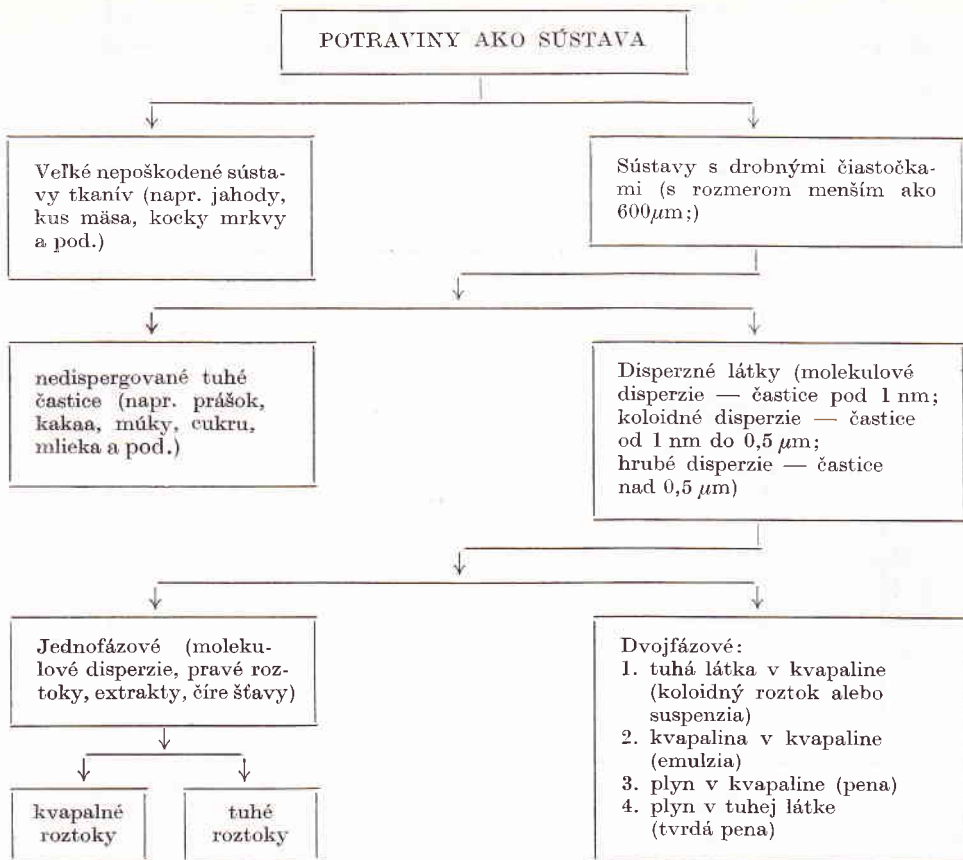 POTRAVINY AKO SÚSTAVA
Veľké nepoškodené sústa-
vy tkanív (napr. jahody,
kus mäsa, kocky mrkvy
a pod.)
Sústavy s drobnými čiastočka-
mi (s rozmerom menším ako
600μm;)
nedispergované tuhé
častice (napr. prášok,
kakaa, múky, cukru,
mlieka a pod.)
Disperzné látky (molekulové
disperzie — častice pod 1 nm;
koloidné disperzie — častice
od 1 nm do 0,5 μm;
hrubé disperzie — častice
nad 0,5 μm)
Jednofázové (moleku-
lové disperzie, pravé roz-
toky, extrakty, číre šťavy)
kvapalné
roztoky
tuhé
roztoky
Dvojfázové:
1. tuhá látka v kvapaline
(koloidný roztok alebo
suspenzia)
2. kvapalina v kvapaline
(emulzia)
3. plyn v kvapaline (pena)
4. plyn v tuhej látke
(tvrdá pena)